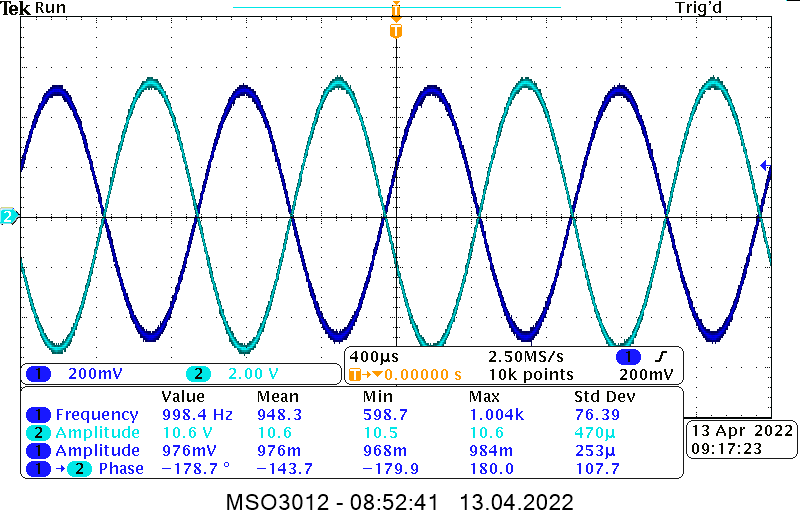 Tek Run Trig'd
T
T
2
1 200mV 2 2.00 V
400µs 2.50MS/s 1
T→▼0.00000 s 10k points 200mV
Value Mean Min Max Std Dev
1 Frequency 998.4 Hz 948.3 598.7 1.004k 76.39
2 Amplitude 10.6 V 10.6 10.5 10.6 470µ
1 Amplitude 976mV 976m 968m 984m 253µ
1 → 2 Phase −178.7 ° −143.7 −179.9 180.0 107.7
13 Apr 2022
09:17:23
MSO3012 - 08:52:41 13.04.2022